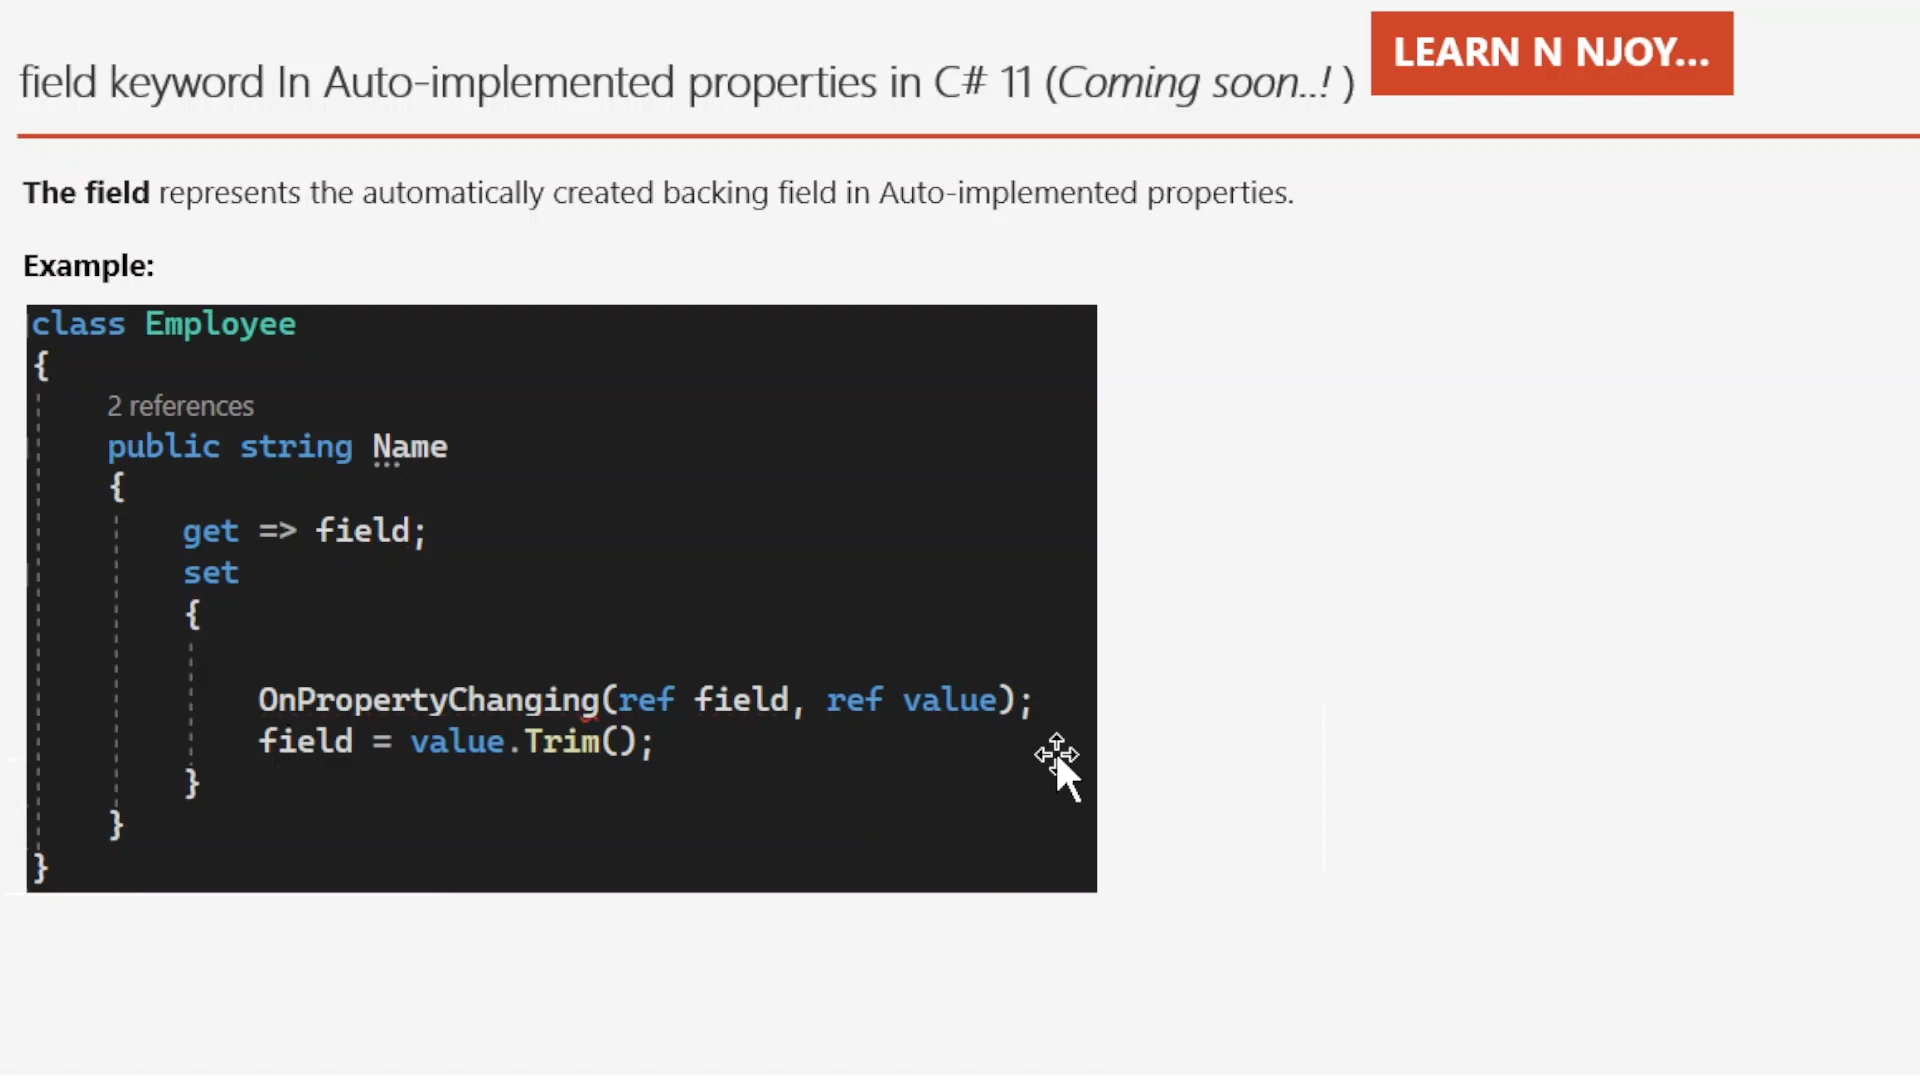 LEARN N NJOY...
field keyword In Auto-implemented properties in C# 11 (Coming soon..! )
The field represents the automatically created backing field in Auto-implemented properties.
Example:
class Employee
{
2 references
public string Name
{
get => field;
set
{
OnPropertyChanging(ref field, ref value);
field = value.Trim();
}
}
}